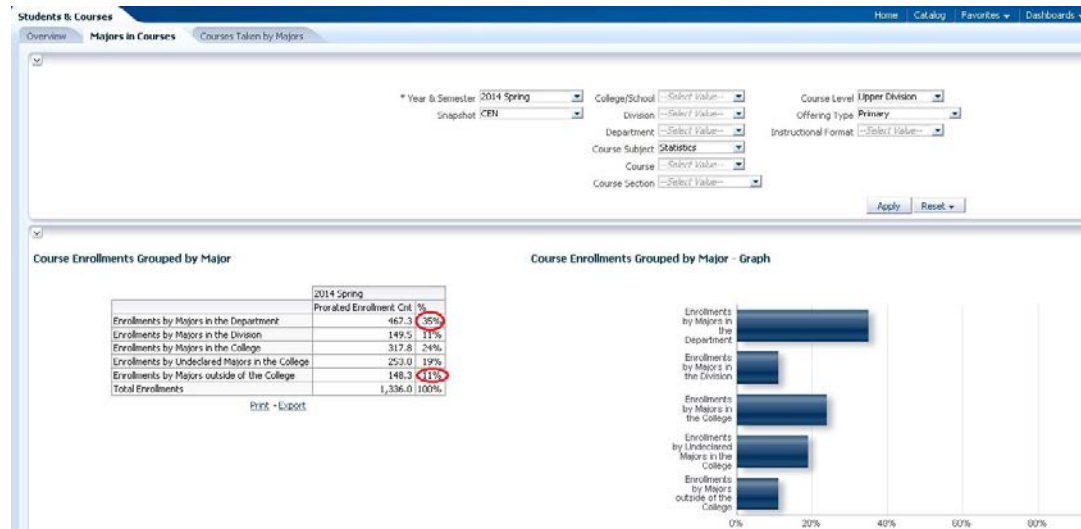 Students & Courses
Home Catalog Favorites Dashboards
Overview Majors in Courses Courses Taken by Majors
* Year & Semester 2014 Spring College/School --Select Value-- Course Level Upper Division
Snapshot CEN Division --Select Value-- Offering Type Primary
Department --Select Value-- Instructional Format --Select Value--
Course Subject Statistics
Course --Select Value--
Course Section --Select Value--
Apply Reset
Course Enrollments Grouped by Major
2014 Spring
Prorated Enrollment Cnt %
Enrollments by Majors in the Department 467.3 35%
Enrollments by Majors in the Division 149.5 11%
Enrollments by Majors in the College 317.8 24%
Enrollments by Undeclared Majors in the College 253.0 19%
Enrollments by Majors outside of the College 148.3 11%
Total Enrollments 1,336.0 100%
Print - Export
Course Enrollments Grouped by Major - Graph
Enrollments
by Majors in
the
Department
Enrollments
by Majors in
the Division
Enrollments
by Majors in
the College
Enrollments
by Undeclared
Majors in the
College
Enrollments
by Majors
outside of the
College
0% 20% 40% 60% 80%